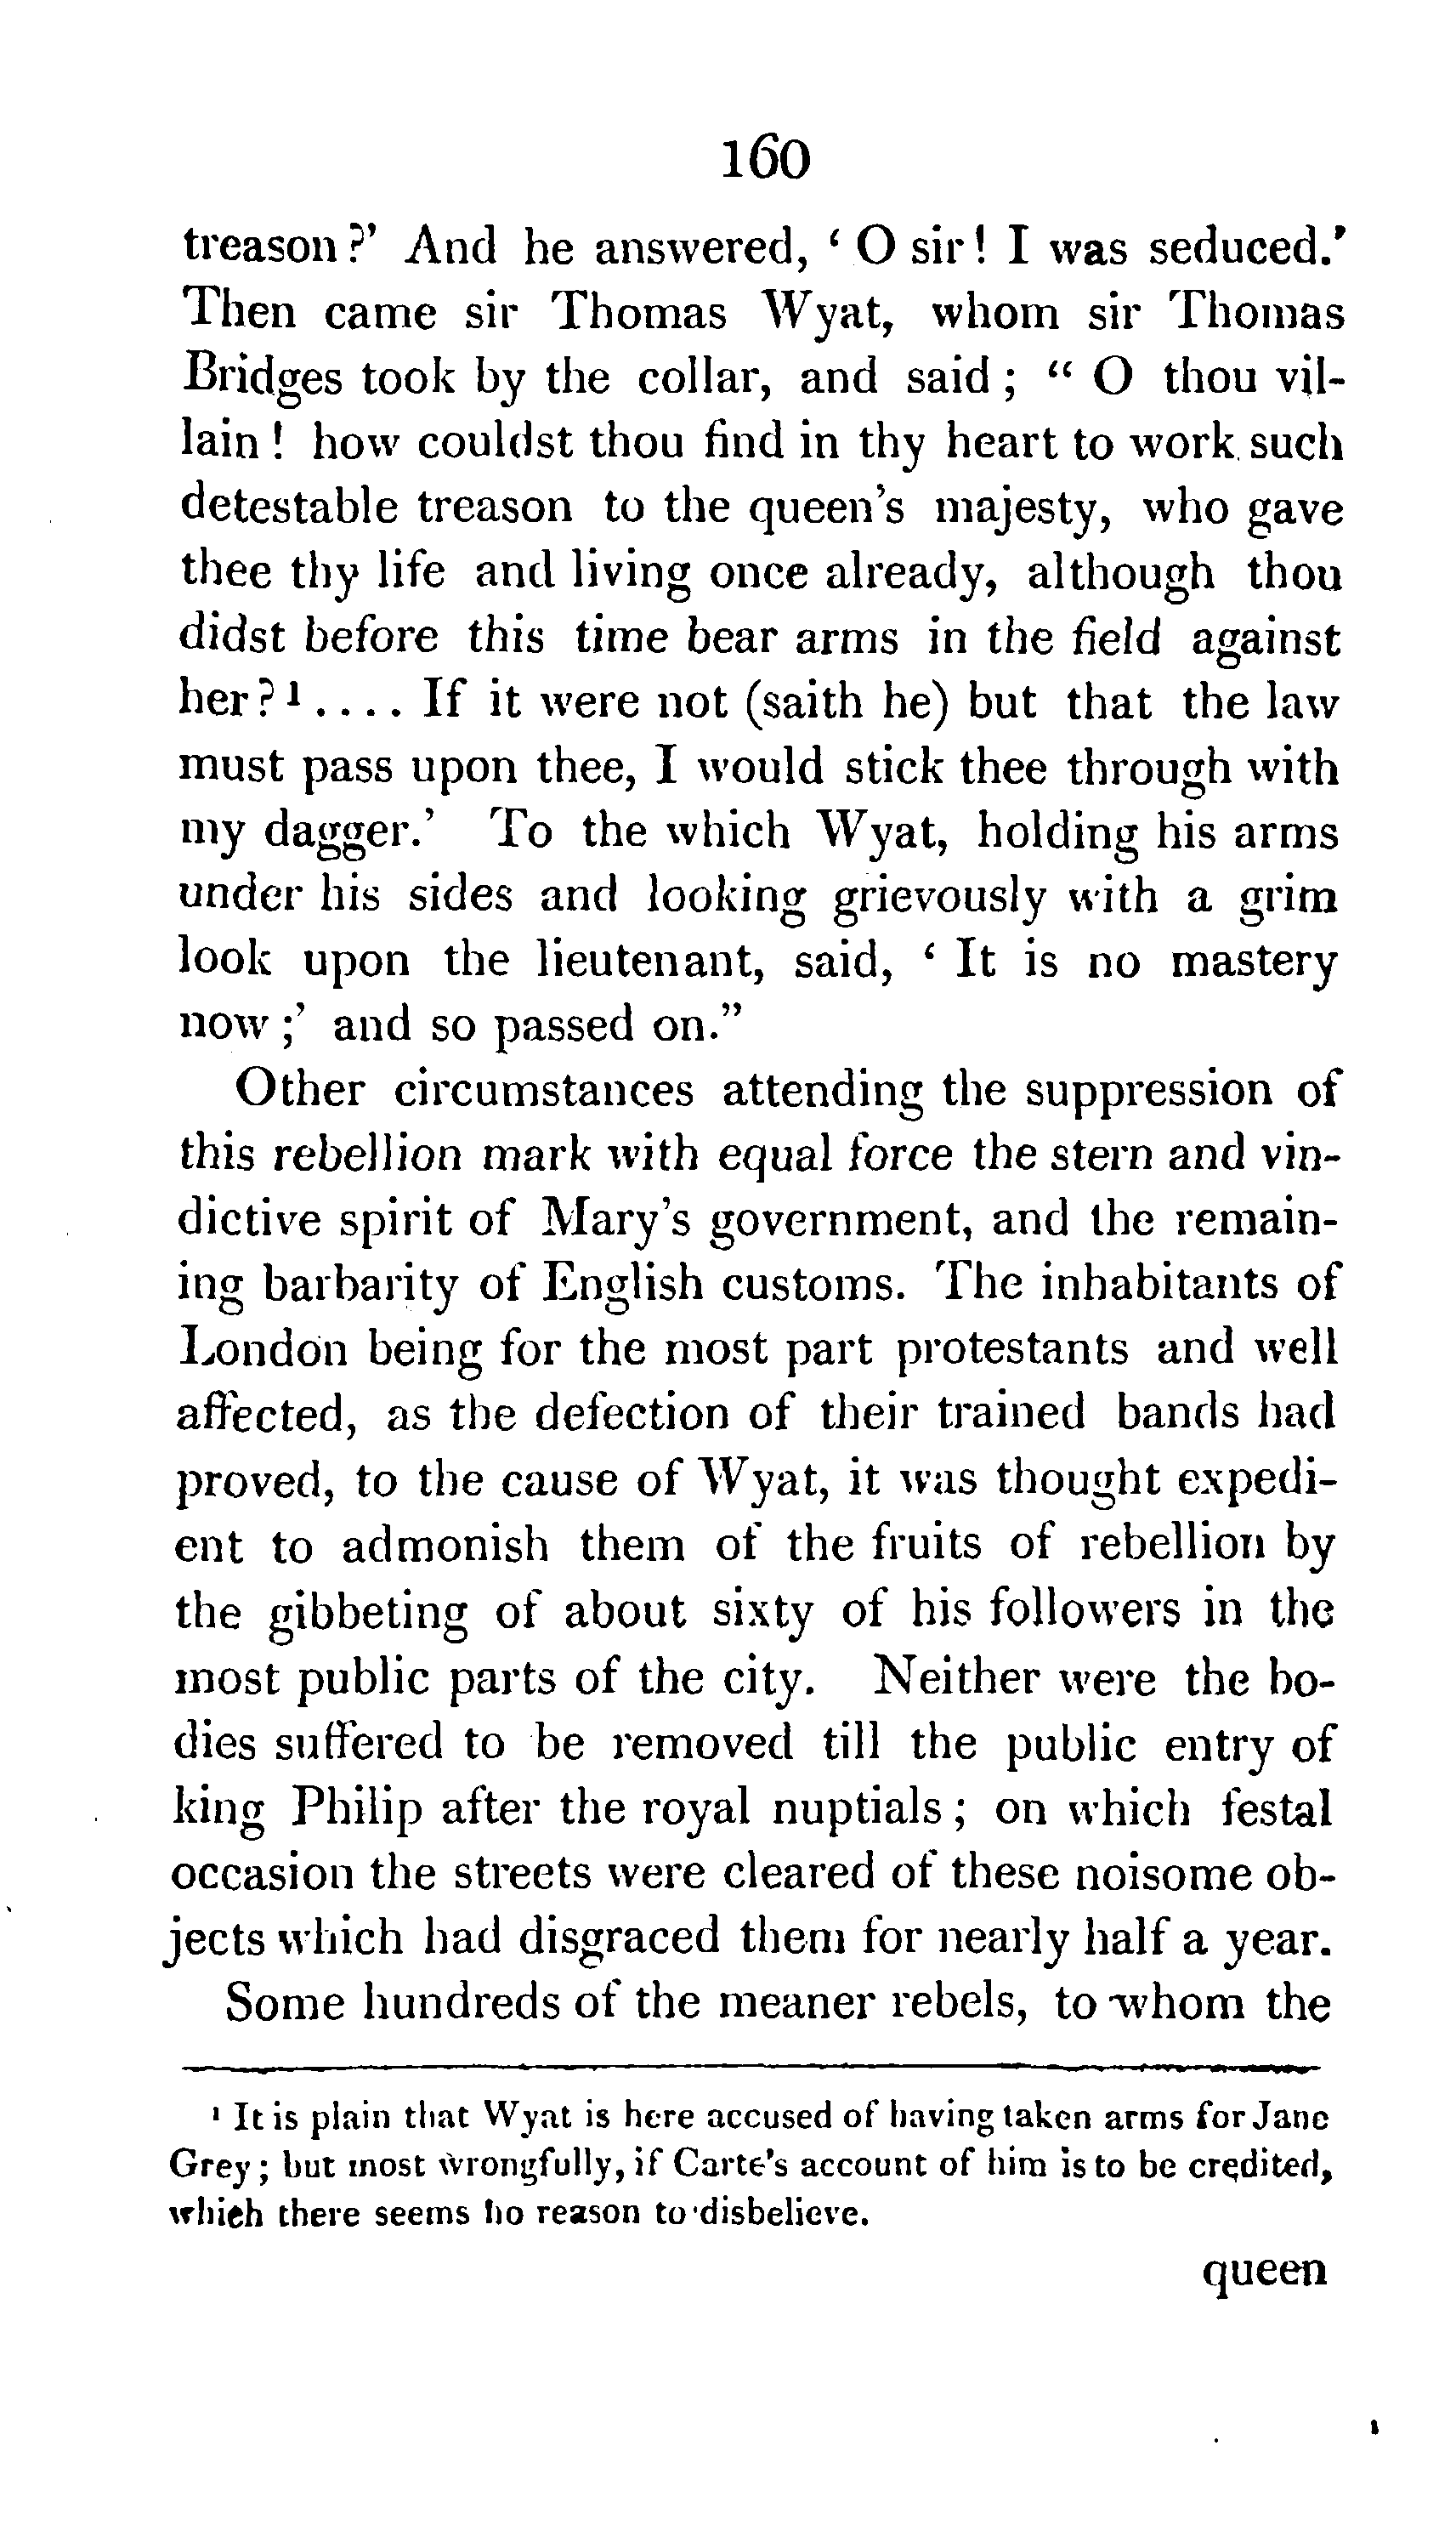 160
treason?' And he answered, ' O sir! I was seduced.'
Then came sir Thomas Wyat, whom sir Thomas
Bridges took by the collar, and said; " O thou vil-
lain! how couldst thou find in thy heart to work such
detestable treason to the queen's majesty, who gave
thee thy life and living once already, although thou
didst before this time bear arms in the field against
her?¹.... If it were not (saith he) but that the law
must pass upon thee, I would stick thee through with
my dagger.' To the which Wyat, holding his arms
under his sides and looking grievously with a grim
look upon the lieutenant, said, ' It is no mastery
now;' and so passed on."
Other circumstances attending the suppression of
this rebellion mark with equal force the stern and vin-
dictive spirit of Mary's government, and the remain-
ing barbarity of English customs. The inhabitants of
London being for the most part protestants and well
affected, as the defection of their trained bands had
proved, to the cause of Wyat, it was thought expedi-
ent to admonish them of the fruits of rebellion by
the gibbeting of about sixty of his followers in the
most public parts of the city. Neither were the bo-
dies suffered to be removed till the public entry of
king Philip after the royal nuptials; on which festal
occasion the streets were cleared of these noisome ob-
jects which had disgraced them for nearly half a year.
Some hundreds of the meaner rebels, to whom the
¹ It is plain that Wyat is here accused of having taken arms for Jane
Grey; but most wrongfully, if Carte's account of him is to be credited,
which there seems no reason to disbelieve.
queen